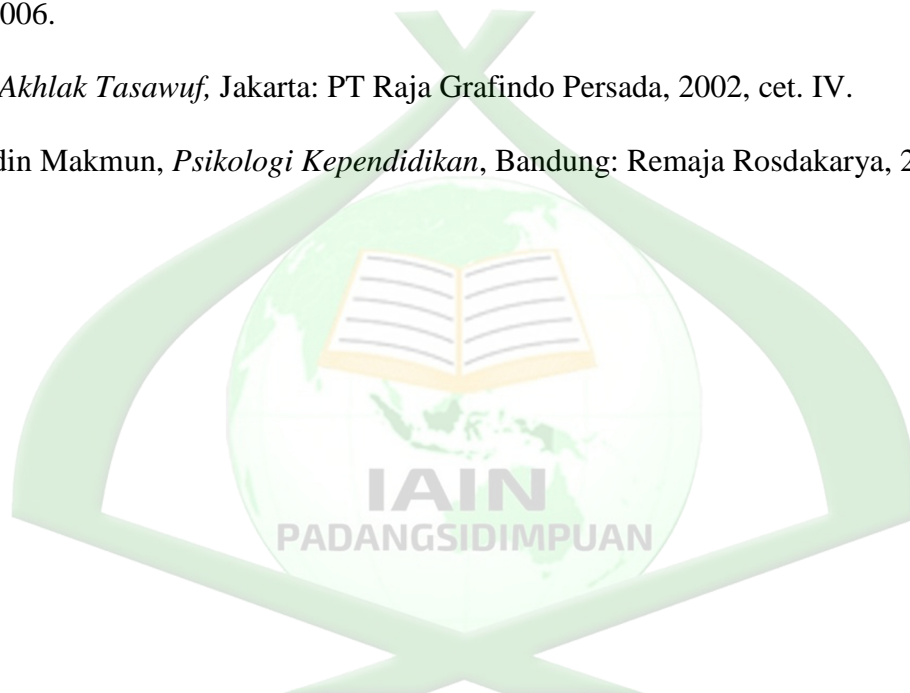 006.
Akhlak Tasawuf, Jakarta: PT Raja Grafindo Persada, 2002, cet. IV.
din Makmun, Psikologi Kependidikan, Bandung: Remaja Rosdakarya, 2
IAIN
PADANGSIDIMPUAN